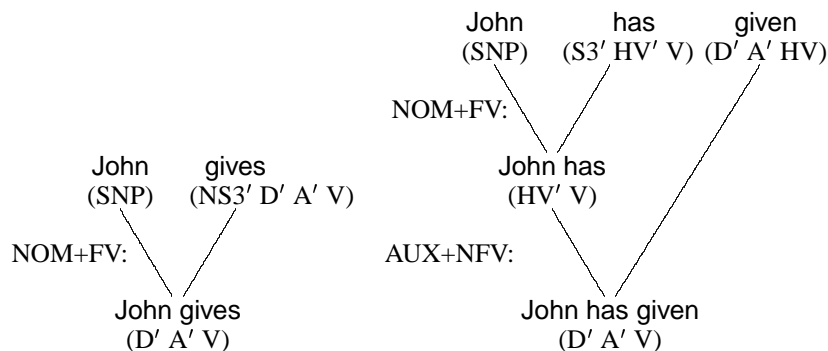 John has given
(SNP) (S3′ HV′ V) (D′ A′ HV)
NOM+FV:
John has
(HV′ V)
John gives
(SNP) (NS3′ D′ A′ V)
AUX+NFV:
NOM+FV:
John has given
(D′ A′ V)
John gives
(D′ A′ V)